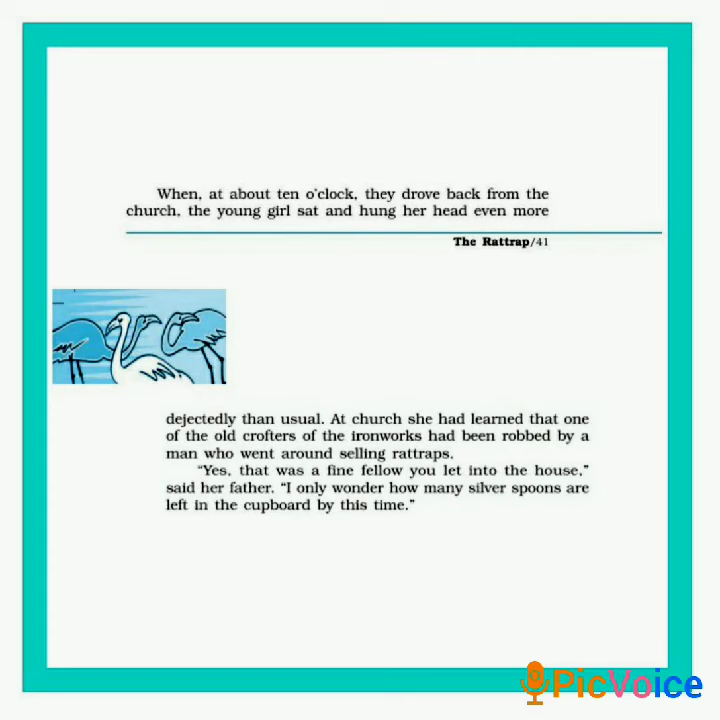 When, at about ten o'clock, they drove back from the
church, the young girl sat and hung her head even more
The Rattrap/41
dejectedly than usual. At church she had learned that one
of the old crofters of the ironworks had been robbed by a
man who went around selling rattraps.
“Yes, that was a fine fellow you let into the house,”
said her father. “I only wonder how many silver spoons are
left in the cupboard by this time.”
PicVoice